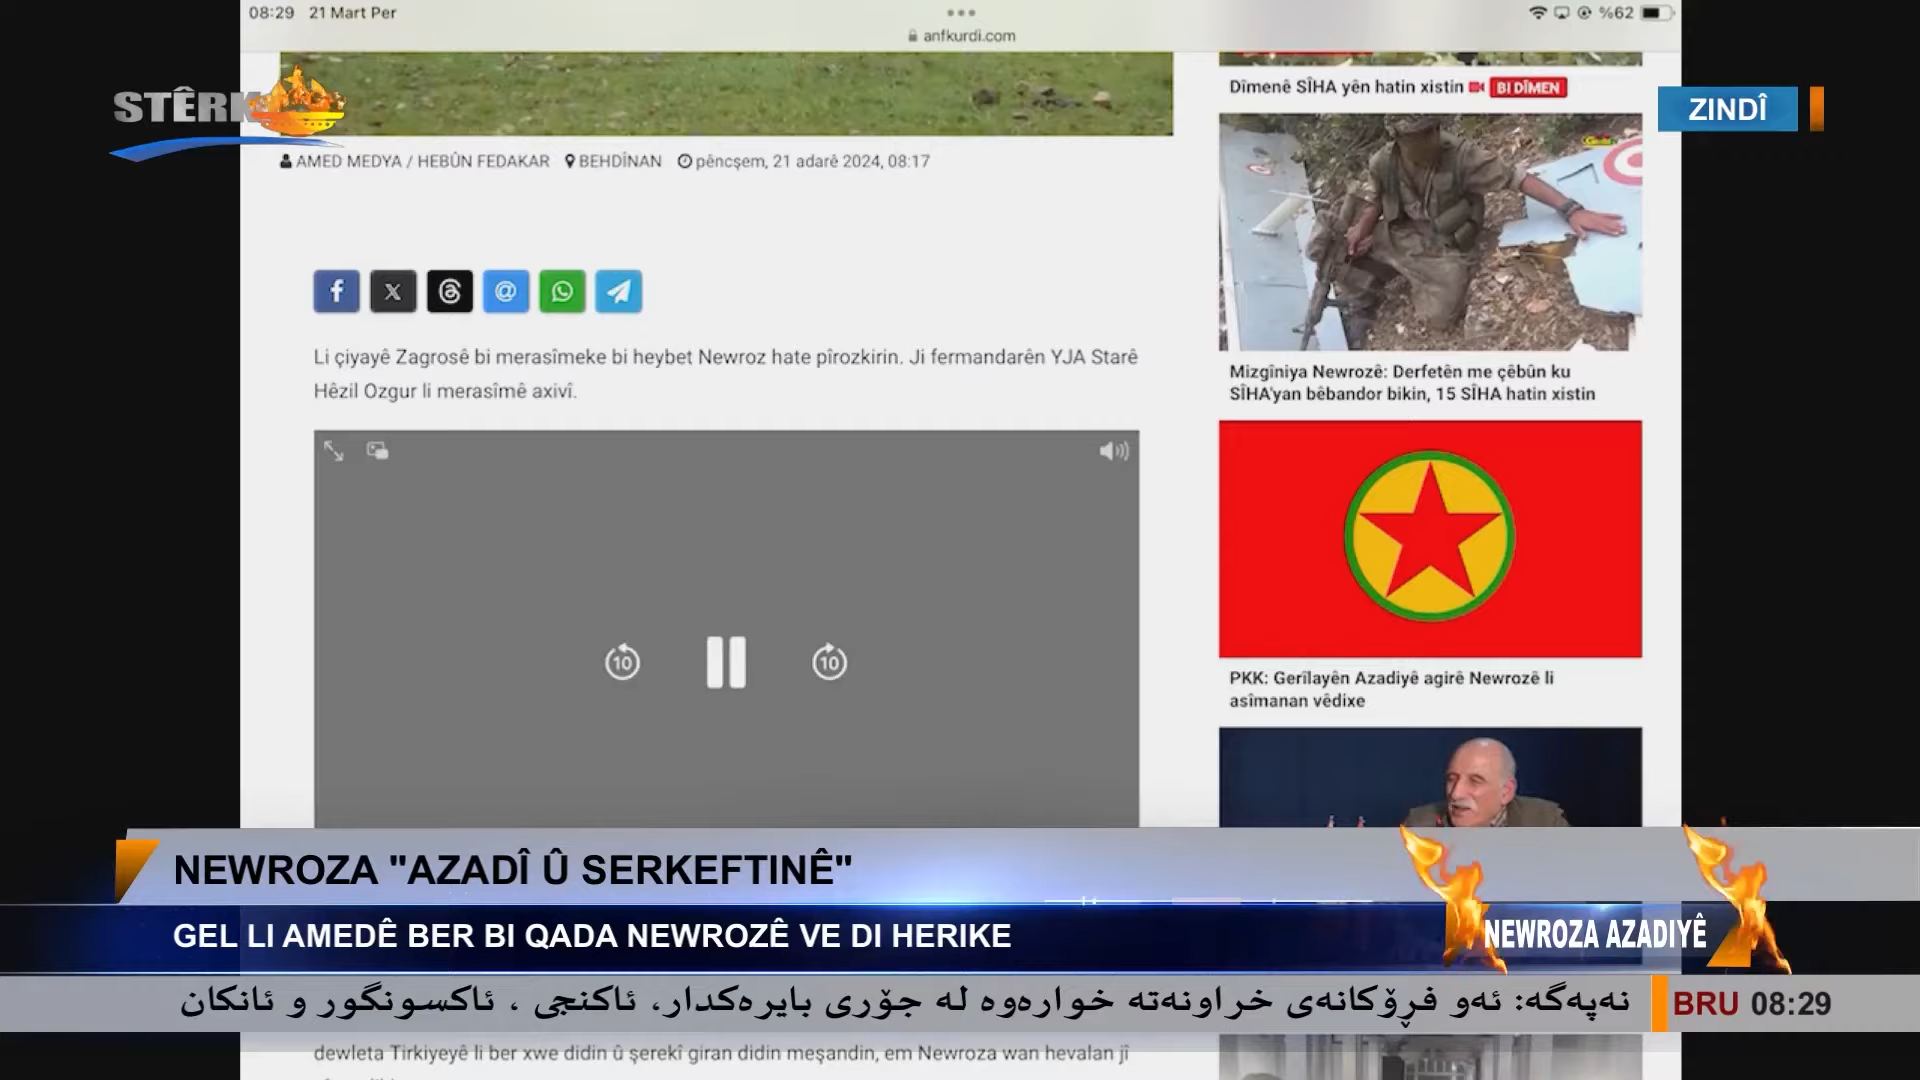 08:29 21 Mart Per
%62
anfkurdi.com
STÊRK
ZINDÎ
Dîmenê SÎHA yên hatin xistin BI DÎMEN
AMED MEDYA / HEBÛN FEDAKAR BEHDÎNAN pêncşem, 21 adarê 2024, 08:17
Li çiyayê Zagrosê bi merasîmeke bi heybet Newroz hate pîrozkirin. Ji fermandarên YJA Starê
Hêzil Ozgur li merasîmê axivî.
Mizgîniya Newrozê: Derfetên me çêbûn ku
SÎHA'yan bêbandor bikin, 15 SÎHA hatin xistin
10
10
PKK: Gerîlayên Azadiyê agirê Newrozê li
asîmanan vêdixe
NEWROZA "AZADÎ Û SERKEFTINÊ"
GEL LI AMEDÊ BER BI QADA NEWROZÊ VE DI HERIKE
NEWROZA AZADIYÊ
نەپەگە: ئەو فڕۆکانەی خراونەتە خوارەوە لە جۆری بایرەکدار، ئاکنجی ، ئاکسونگور و ئانکان
BRU 08:29
dewleta Tirkiyeyê li ber xwe didin û şerekî giran didin meşandin, em Newroza wan hevalan jî